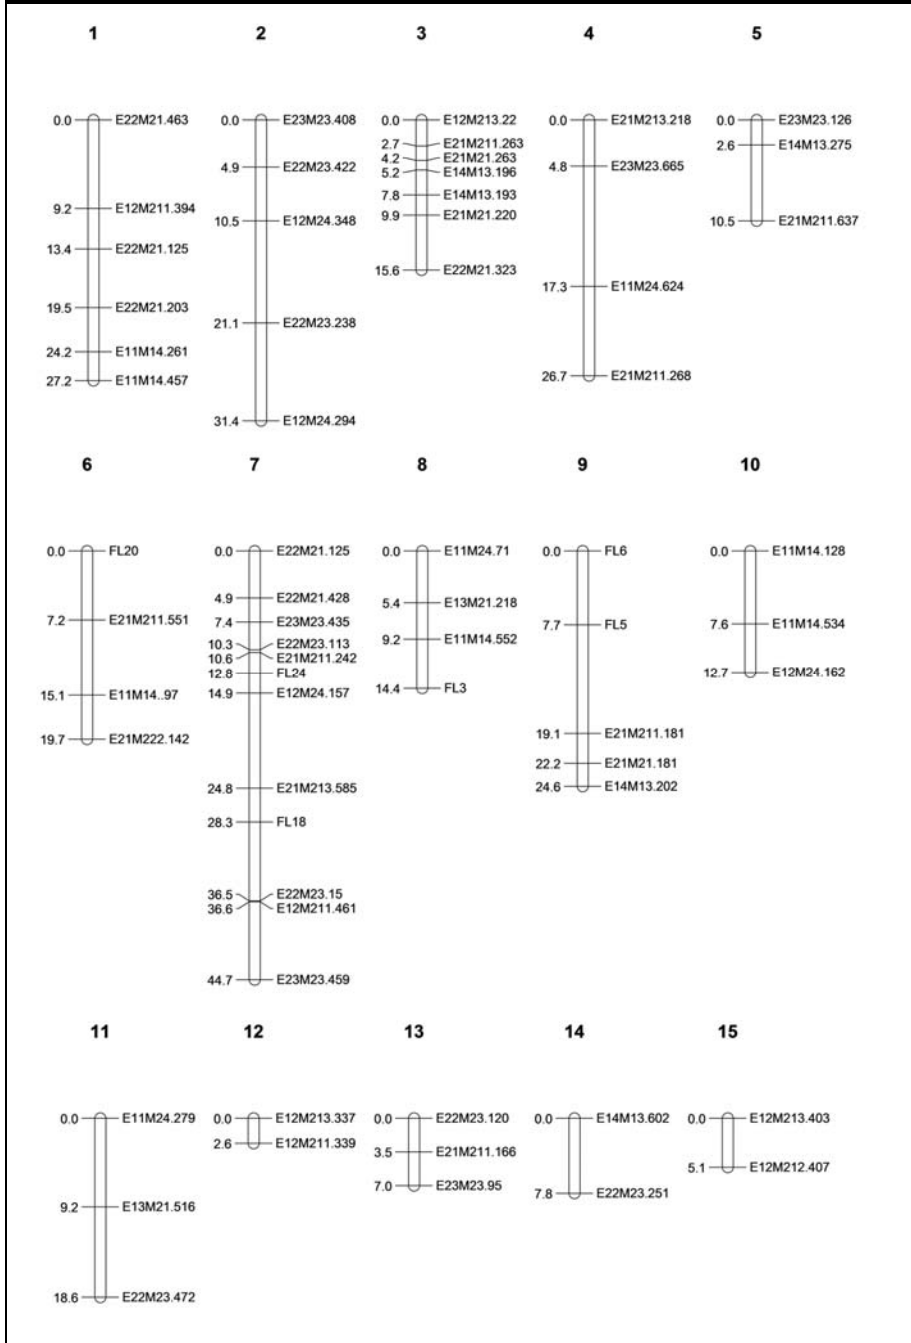 1 2 3 4 5
0.0 E22M21.463
9.2 E12M211.394
13.4 E22M21.125
19.5 E22M21.203
24.2 E11M14.261
27.2 E11M14.457
0.0 E23M23.408
4.9 E22M23.422
10.5 E12M24.348
21.1 E22M23.238
31.4 E12M24.294
0.0 E12M213.22
2.7 E21M211.263
4.2 E21M21.263
5.2 E14M13.196
7.8 E14M13.193
9.9 E21M21.220
15.6 E22M21.323
0.0 E21M213.218
4.8 E23M23.665
17.3 E11M24.624
26.7 E21M211.268
0.0 E23M23.126
2.6 E14M13.275
10.5 E21M211.637
6 7 8 9 10
0.0 FL20
7.2 E21M211.551
15.1 E11M14..97
19.7 E21M222.142
0.0 E22M21.125
4.9 E22M21.428
7.4 E23M23.435
10.3 E22M23.113
10.6 E21M211.242
12.8 FL24
14.9 E12M24.157
24.8 E21M213.585
28.3 FL18
36.5 E22M23.15
36.6 E12M211.461
44.7 E23M23.459
0.0 E11M24.71
5.4 E13M21.218
9.2 E11M14.552
14.4 FL3
0.0 FL6
7.7 FL5
19.1 E21M211.181
22.2 E21M21.181
24.6 E14M13.202
0.0 E11M14.128
7.6 E11M14.534
12.7 E12M24.162
11 12 13 14 15
0.0 E11M24.279
9.2 E13M21.516
18.6 E22M23.472
0.0 E12M213.337
2.6 E12M211.339
0.0 E22M23.120
3.5 E21M211.166
7.0 E23M23.95
0.0 E14M13.602
7.8 E22M23.251
0.0 E12M213.403
5.1 E12M212.407